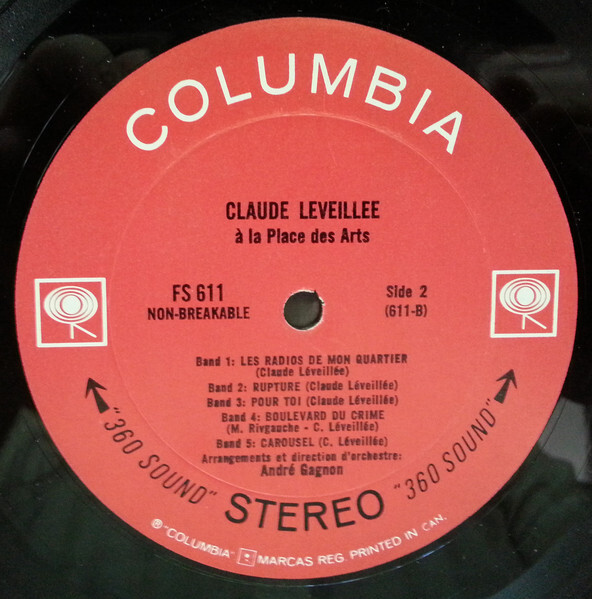 COLUMBIA
CLAUDE LEVEILLEE
à la Place des Arts
FS 611
NON-BREAKABLE
Side 2
(611-B)
Band 1: LES RADIOS DE MON QUARTIER
(Claude Léveillée)
Band 2: RUPTURE (Claude Léveillée)
Band 3: POUR TOI (Claude Léveillée)
Band 4: BOULEVARD DU CRIME
(M. Rivgauche - C. Léveillée)
Band 5: CAROUSEL (C. Léveillée)
Arrangements et direction d'orchestre:
André Gagnon
"360 SOUND" STEREO "360 SOUND"
® "COLUMBIA" MARCAS REG. PRINTED IN CAN.